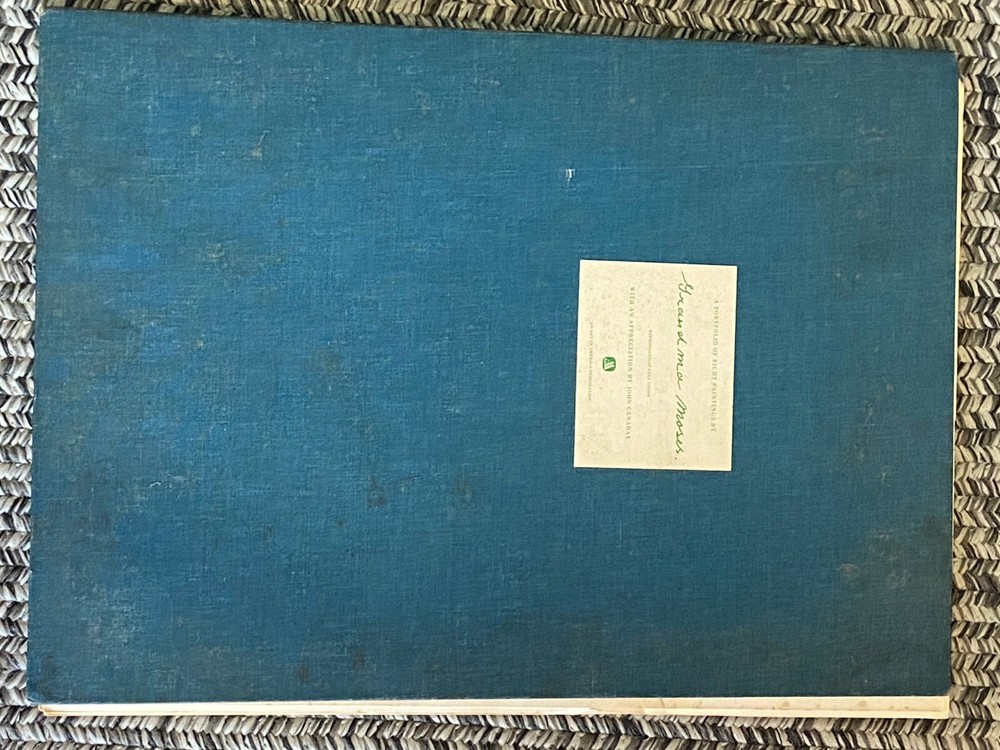 A PORTFOLIO OF EIGHT PAINTINGS BY
Grandma Moses.
WITH AN APPRECIATION BY JOHN CANADAY